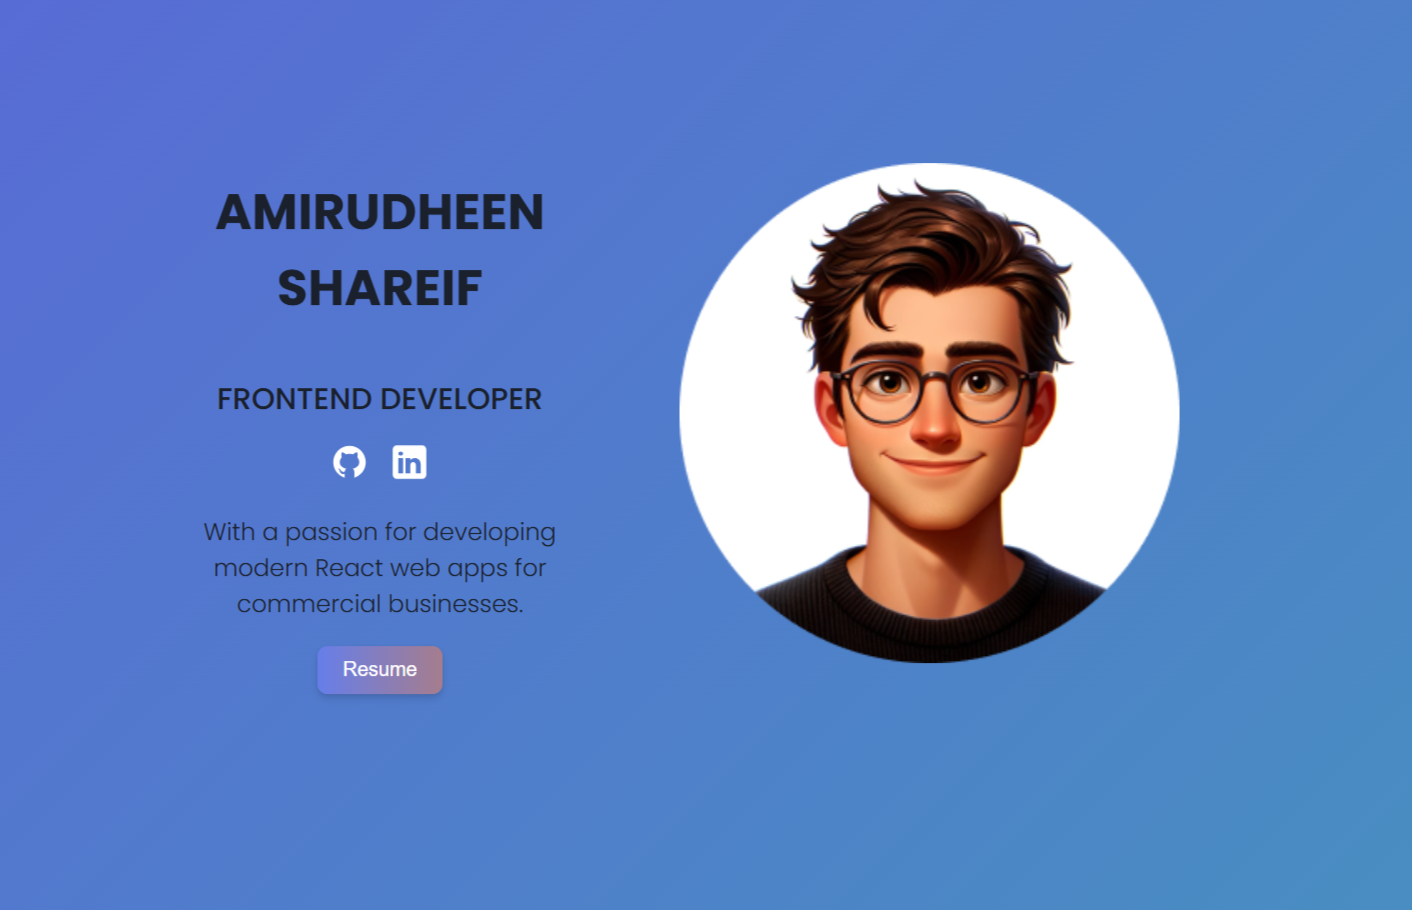 AMIRUDHEEN
SHAREIF
FRONTEND DEVELOPER
in
With a passion for developing
modern React web apps for
commercial businesses.
Resume